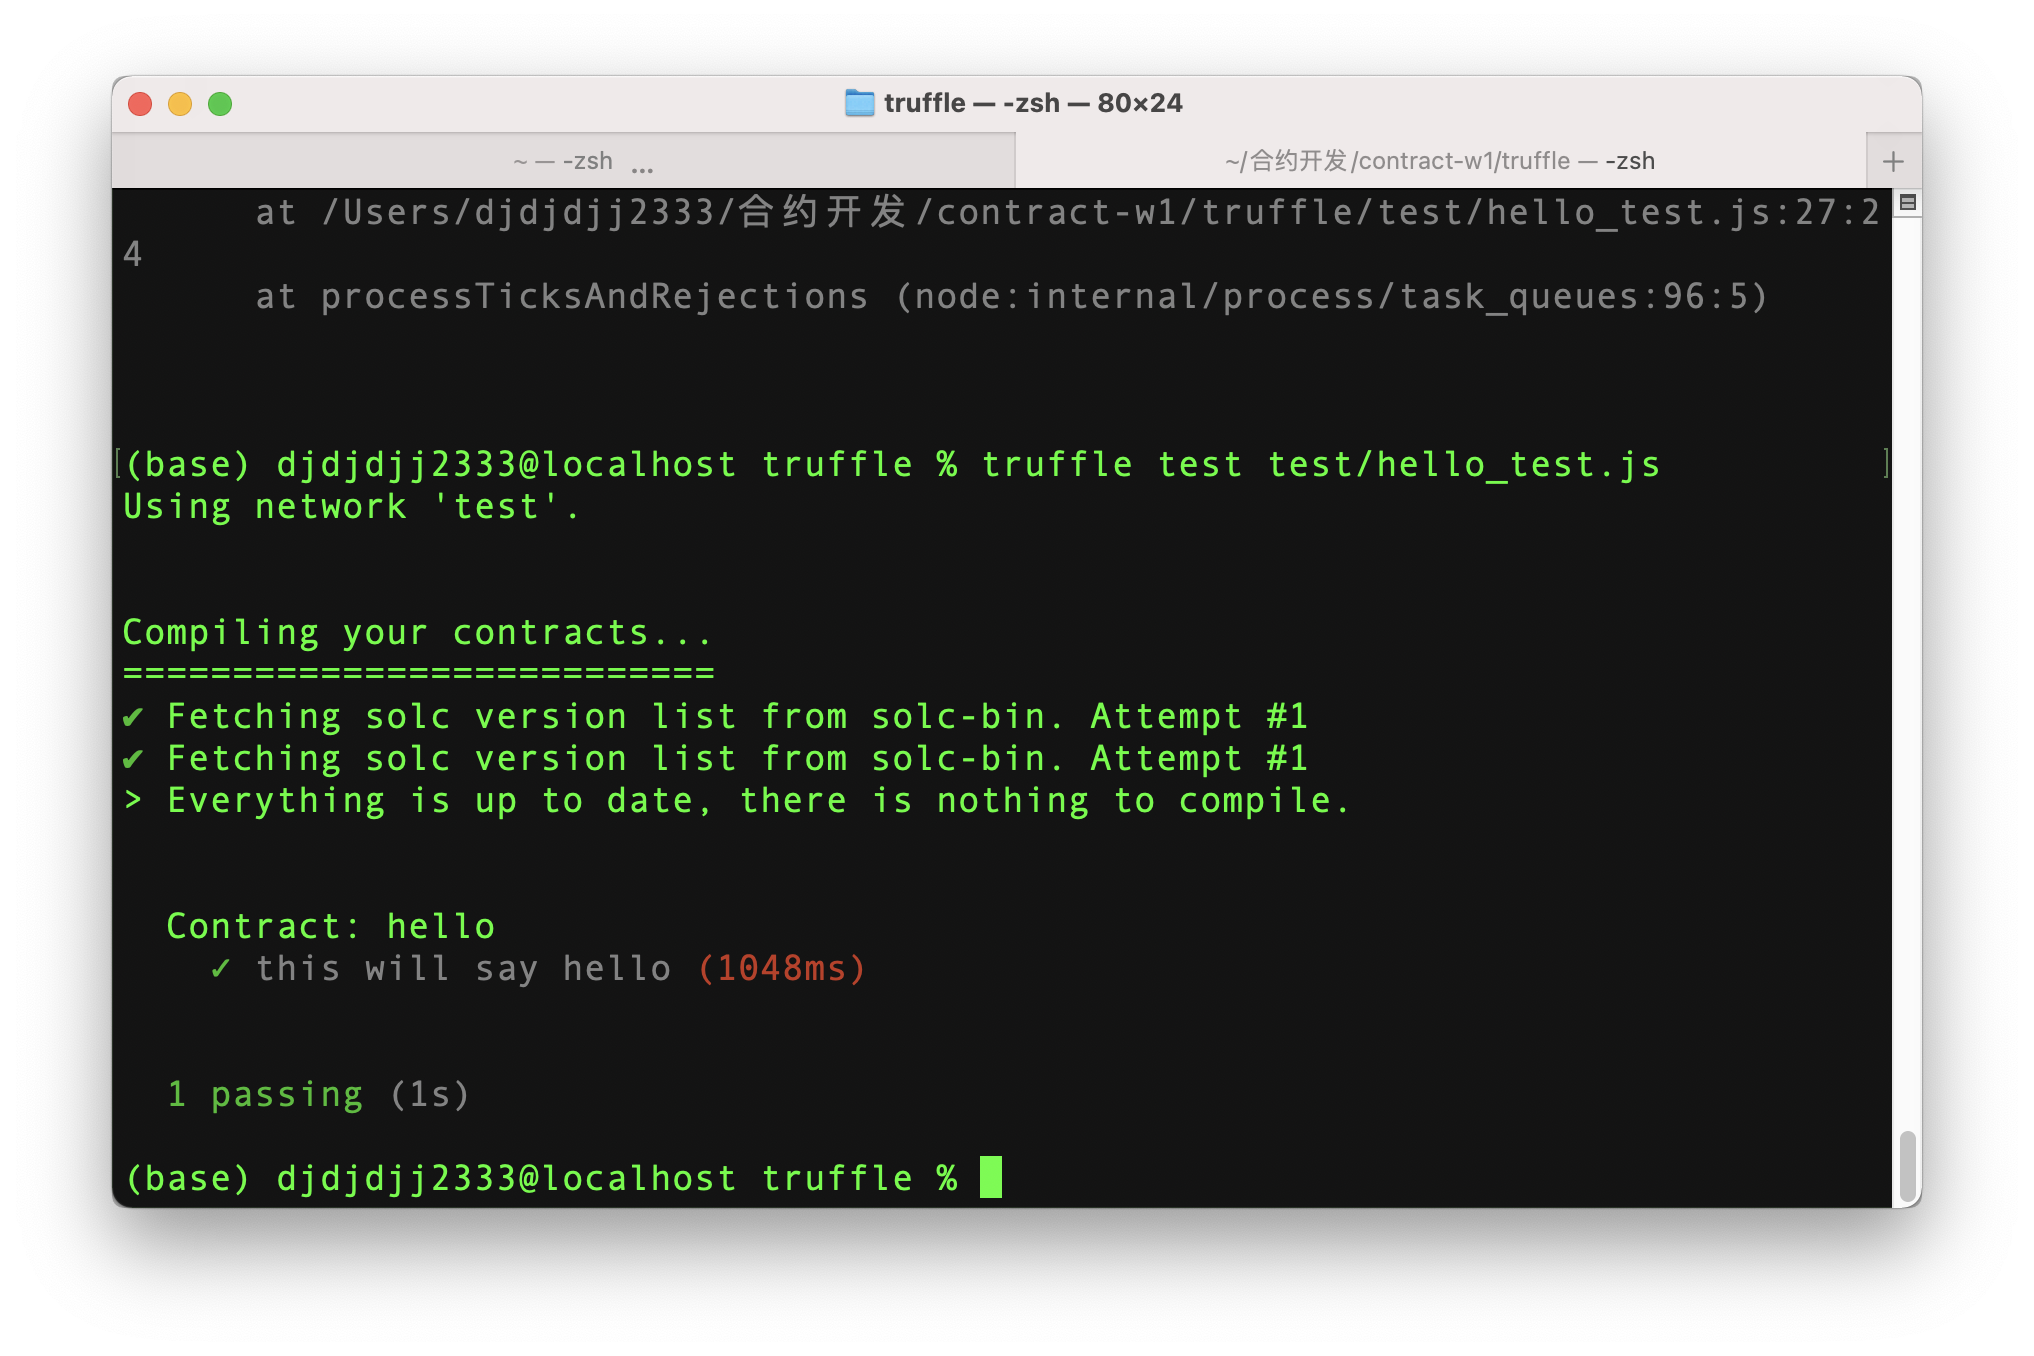 truffle — -zsh — 80×24
~ — -zsh ...
~/合约开发/contract-w1/truffle — -zsh
at /Users/djdjdjj2333/合约开发/contract-w1/truffle/test/hello_test.js:27:2
4
at processTicksAndRejections (node:internal/process/task_queues:96:5)
[(base) djdjdjj2333@localhost truffle % truffle test test/hello_test.js ]
Using network 'test'.
Compiling your contracts...
===========================
✔ Fetching solc version list from solc-bin. Attempt #1
✔ Fetching solc version list from solc-bin. Attempt #1
> Everything is up to date, there is nothing to compile.
Contract: hello
✓ this will say hello (1048ms)
1 passing (1s)
(base) djdjdjj2333@localhost truffle %